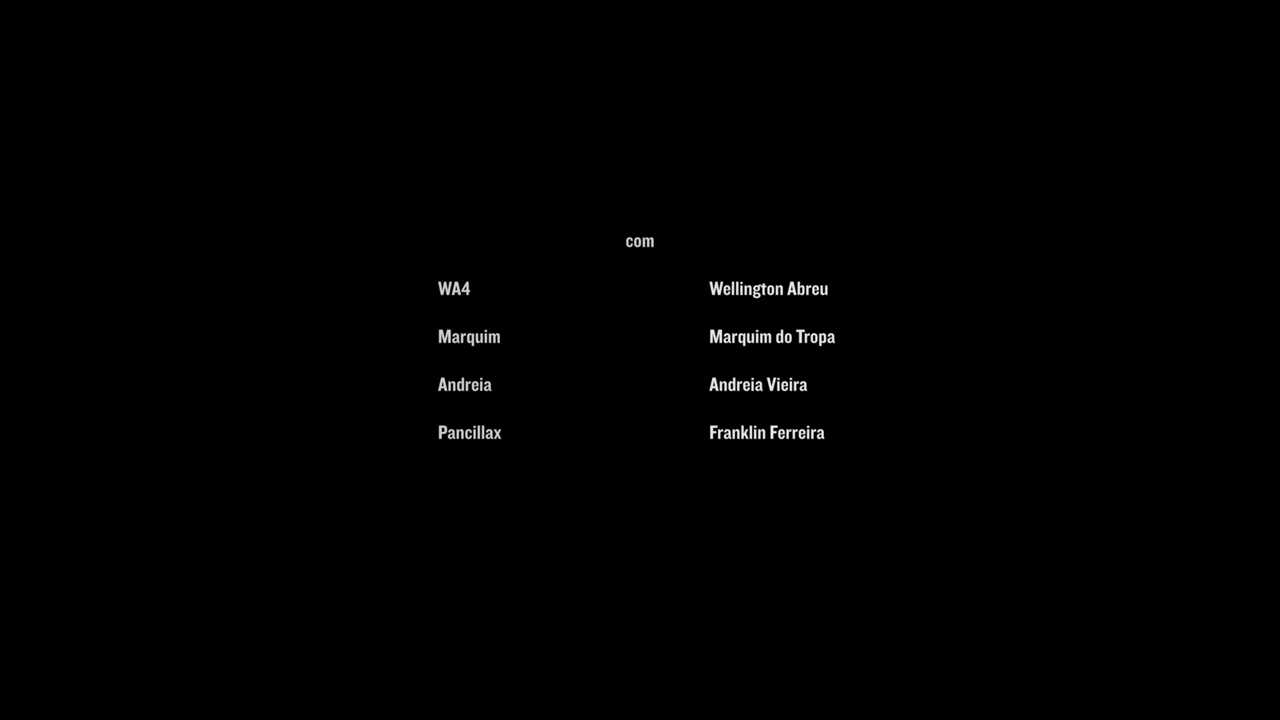 com
WA4 Wellington Abreu
Marquim Marquim do Tropa
Andreia Andreia Vieira
Pancillax Franklin Ferreira